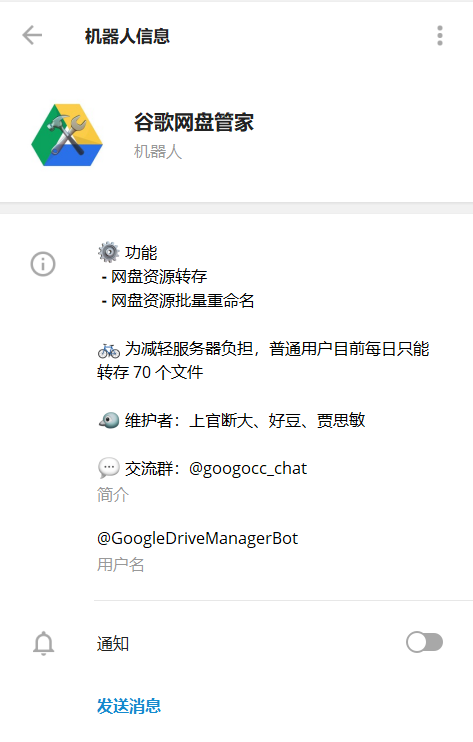 机器人信息
谷歌网盘管家
机器人
功能
- 网盘资源转存
- 网盘资源批量重命名
为减轻服务器负担，普通用户目前每日只能
转存 70 个文件
维护者：上官断大、好豆、贾思敏
交流群：@googocc_chat
简介
@GoogleDriveManagerBot
用户名
通知
发送消息